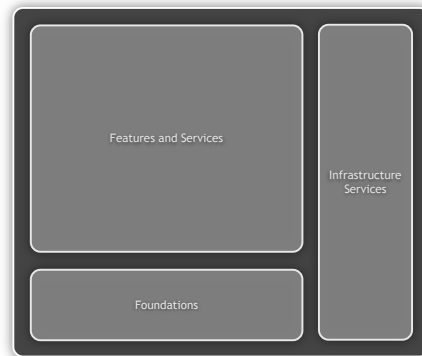 Features and Services
Infrastructure
Services
Foundations